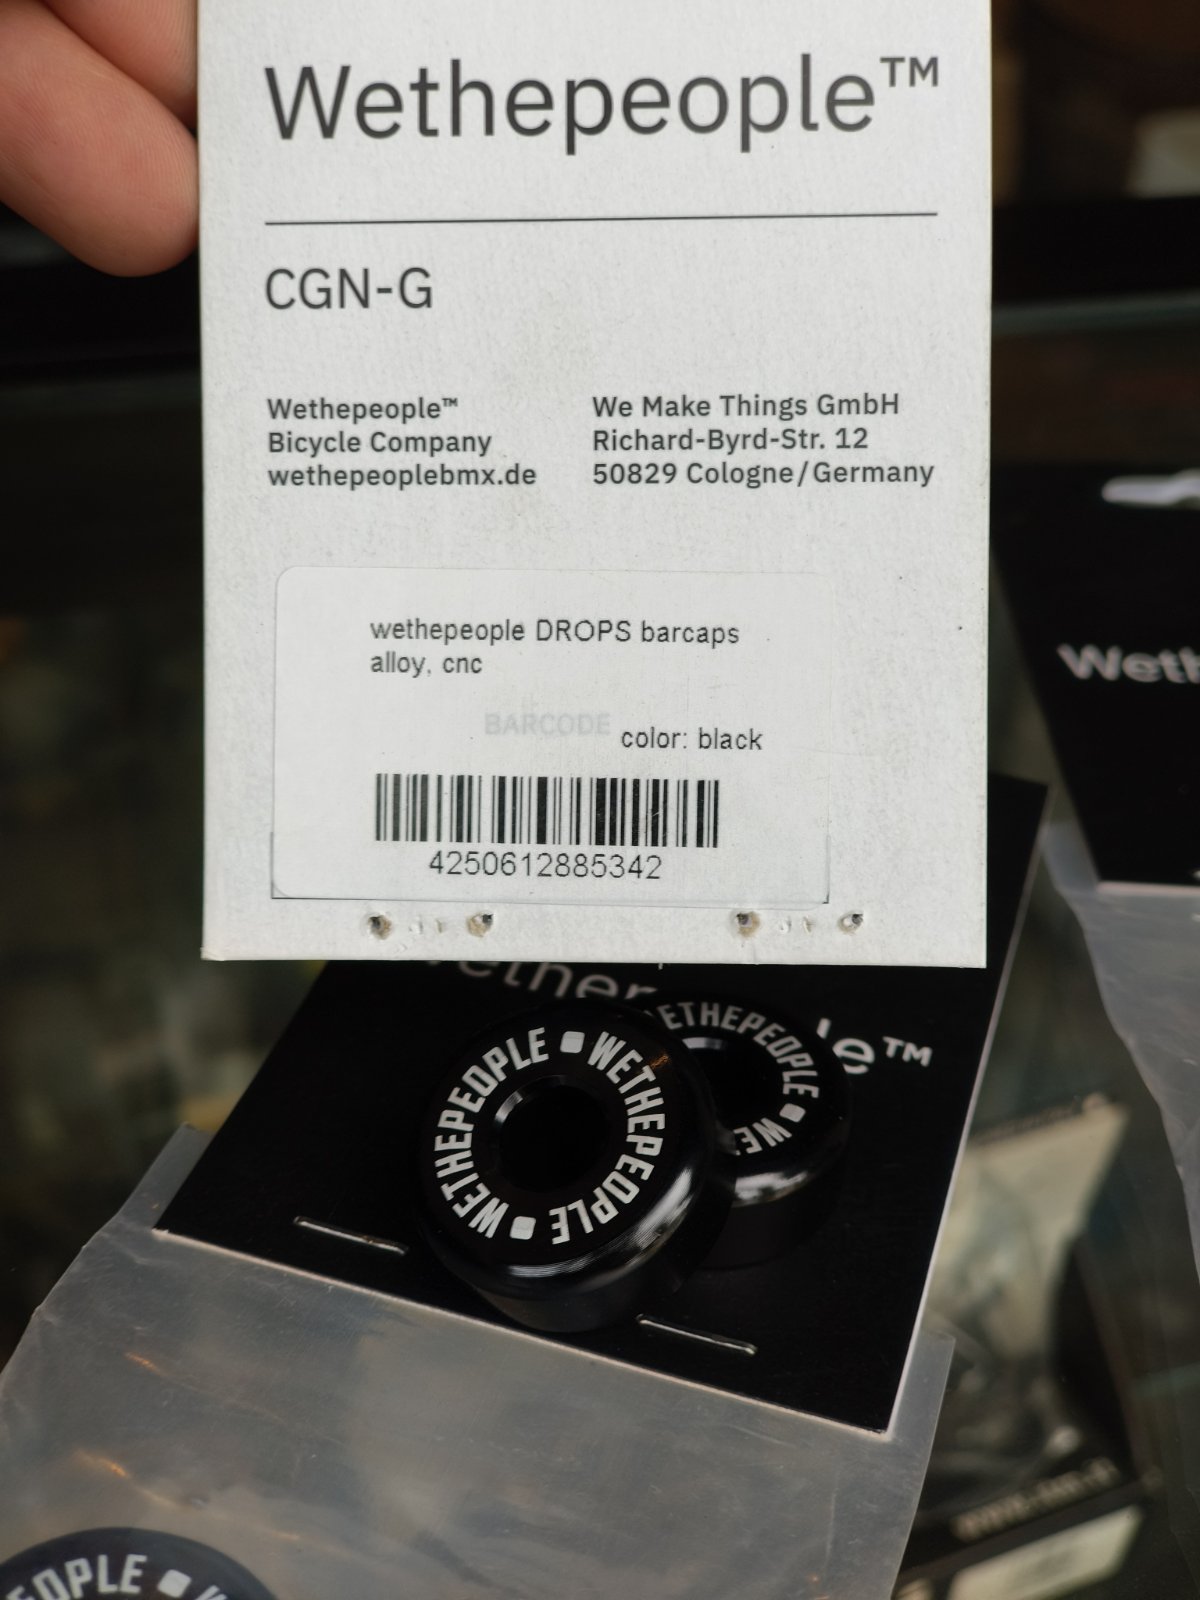 Wethepeople™
CGN-G
Wethepeople™
Bicycle Company
wethepeoplebmx.de
We Make Things GmbH
Richard-Byrd-Str. 12
50829 Cologne/Germany
wethepeople DROPS barcaps
alloy, cnc
BARCODE
color: black
4250612885342
WETHEPEOPLE
WETHEPEOPLE
WETHEPEOPLE